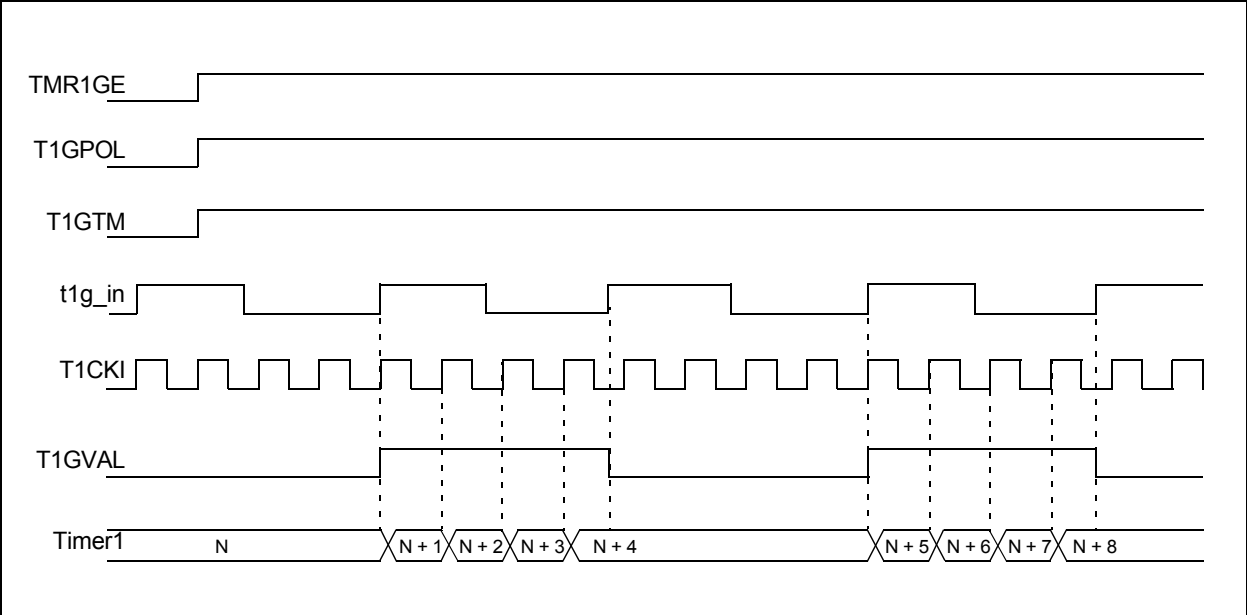 TMR1GE
T1GPOL
T1GTM
t1g_in
T1CKI
T1GVAL
Timer1 N N + 1 N + 2 N + 3 N + 4 N + 5 N + 6 N + 7 N + 8